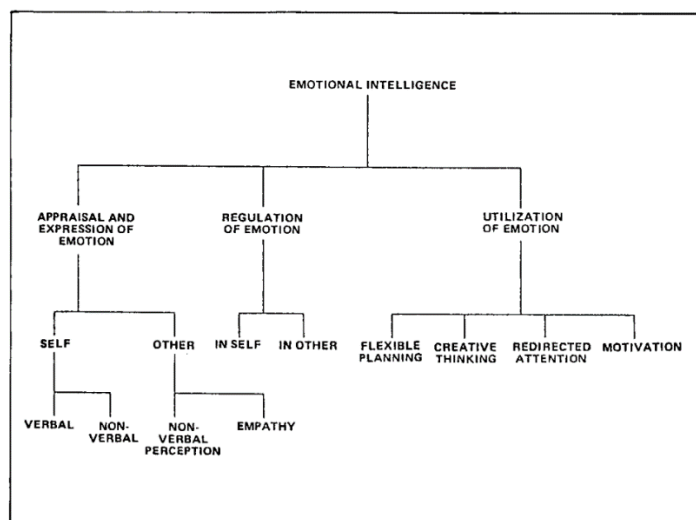 EMOTIONAL INTELLIGENCE
APPRAISAL AND
EXPRESSION OF
EMOTION
REGULATION
OF EMOTION
UTILIZATION
OF EMOTION
SELF
OTHER
IN SELF
IN OTHER
FLEXIBLE
PLANNING
CREATIVE
THINKING
REDIRECTED
ATTENTION
MOTIVATION
VERBAL
NON-
VERBAL
NON-
VERBAL
PERCEPTION
EMPATHY